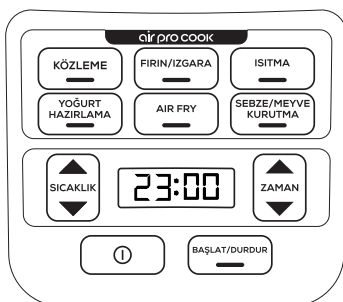 air pro cook
KÖZLEME
FIRIN/IZGARA
ISITMA
YOĞURT
HAZIRLAMA
AIR FRY
SEBZE/MEYVE
KURUTMA
SICAKLIK
23:00
ZAMAN
BAŞLAT/DURDUR